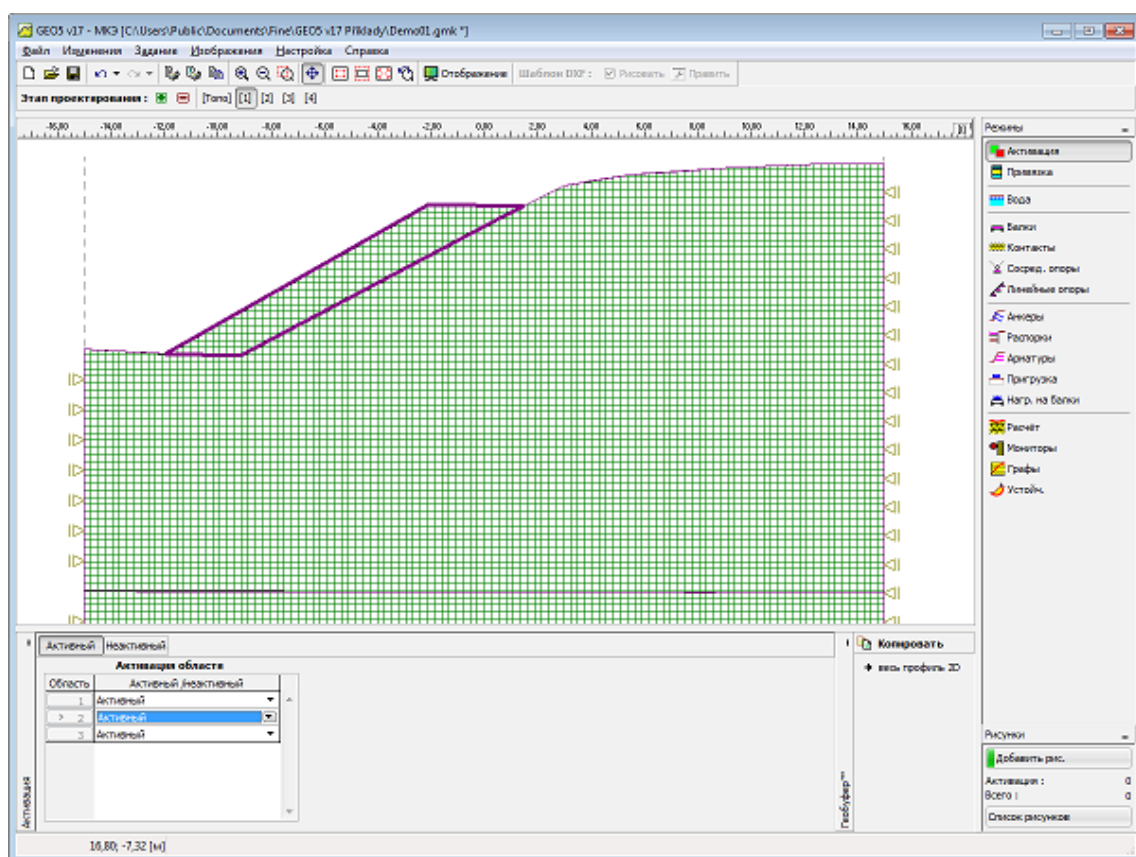 GEO5 v17 - МКЭ [C:\Users\Public\Documents\Fine\GEO5 v17 Příklady\Demo01.gmk *]
Файл Изменения Задание Изображения Настройка Справка
Отображение Шаблон DXF : Рисовать Править
Этап проектирования : [Топо] [1] [2] [3] [4]
-16,00 -14,00 -12,00 -10,00 -8,00 -6,00 -4,00 -2,00 0,00 2,00 4,00 6,00 8,00 10,00 12,00 14,00 16,00
Режимы
Активация
Привязка
Вода
Балки
Контакты
Сосред. опоры
Линейные опоры
Анкеры
Распорки
Арматуры
Пригрузка
Нагр. на балки
Расчёт
Мониторы
Графы
Устойч.
Активный Неактивный
Активация области
Область Активный /неактивный
1 Активный
> 2 Активный
3 Активный
Активация
Геобуфер™
Копировать
весь профиль 2D
Рисунки
Добавить рис.
Активация : 0
Всего : 0
Список рисунков
16,80; -7,32 [м]